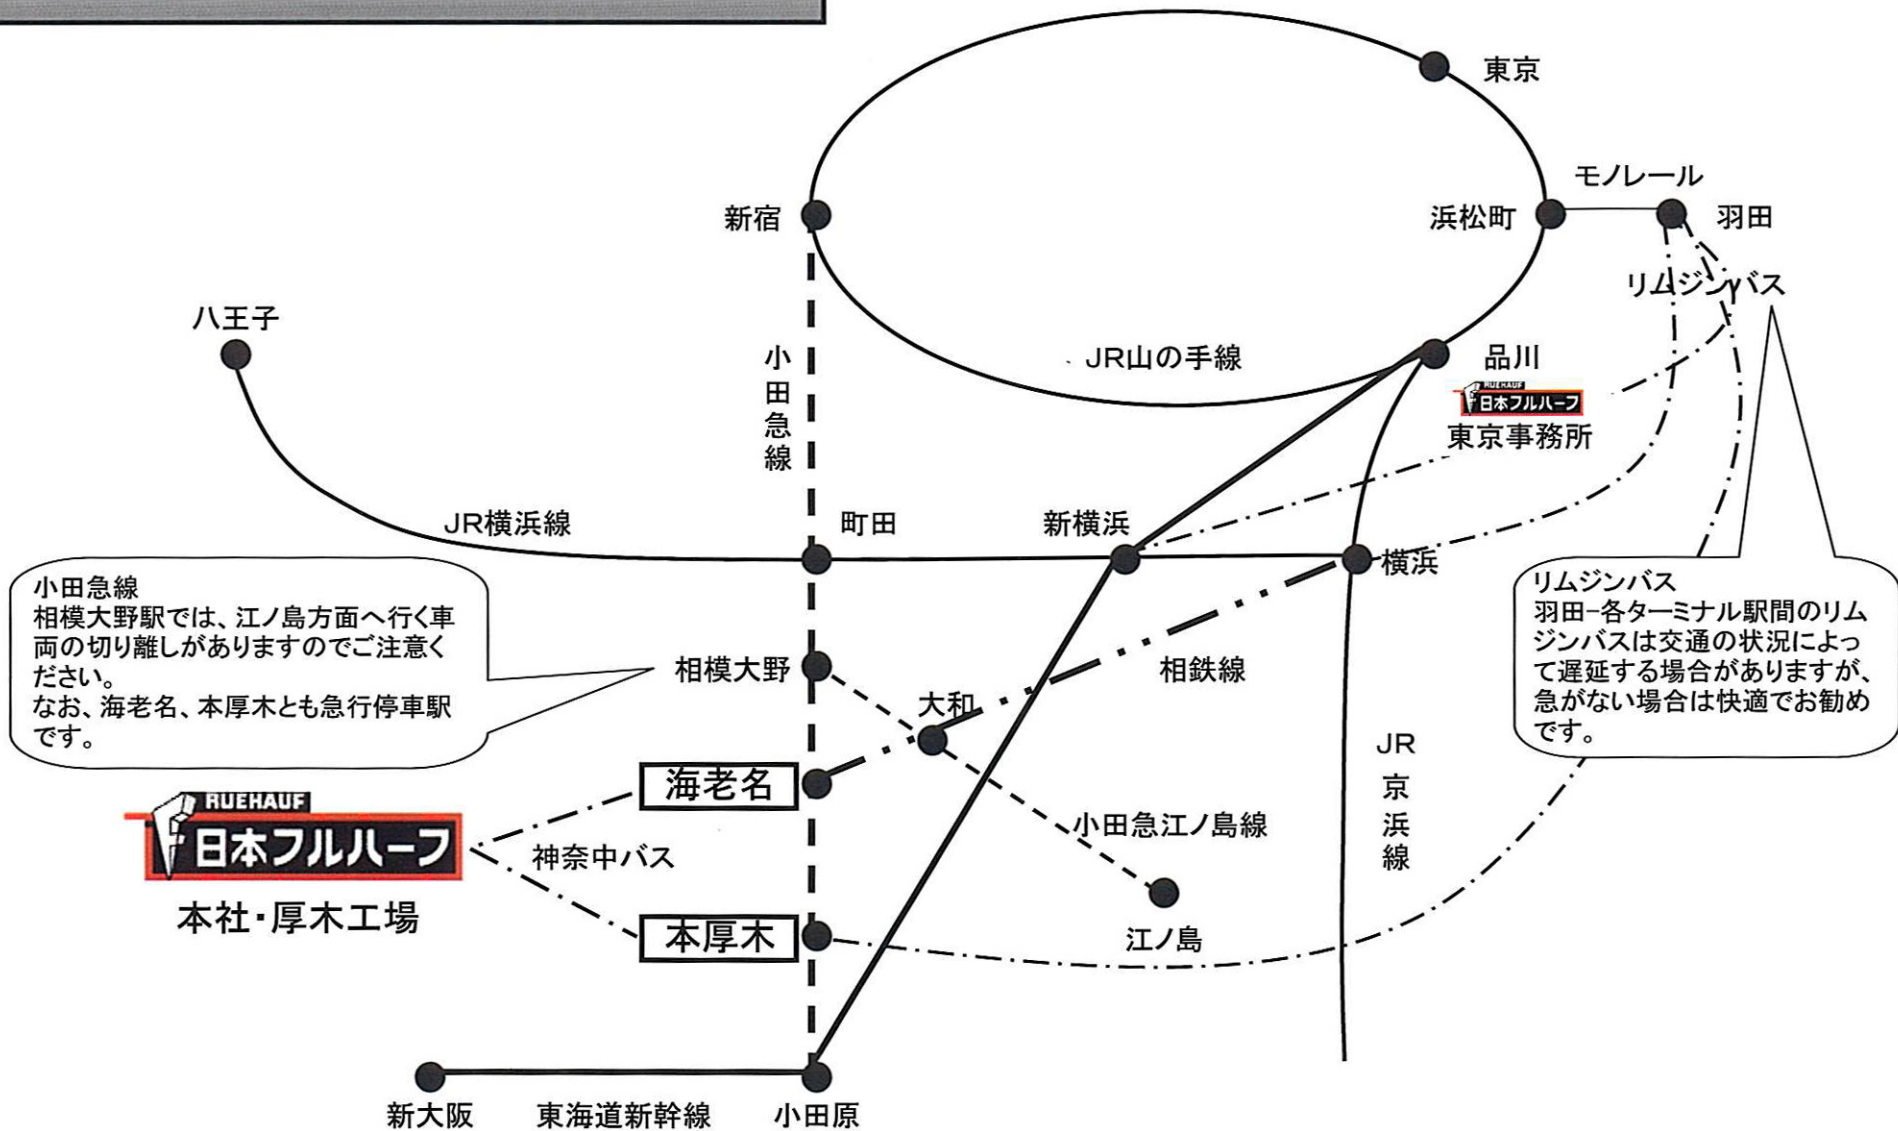 東京
モノレール
新宿
浜松町
羽田
リムジンバス
八王子
小田急線
JR山の手線
品川
RUEHAUF
日本フルハーフ
東京事務所
JR横浜線
町田
新横浜
横浜
小田急線
相模大野駅では、江ノ島方面へ行く車
両の切り離しがありますのでご注意く
ださい。
なお、海老名、本厚木とも急行停車駅
です。
リムジンバス
羽田-各ターミナル駅間のリム
ジンバスは交通の状況によっ
て遅延する場合がありますが、
急がない場合は快適でお勧め
です。
相模大野
相鉄線
大和
JR京浜線
海老名
RUEHAUF
日本フルハーフ
神奈中バス
小田急江ノ島線
本社・厚木工場
本厚木
江ノ島
新大阪
東海道新幹線
小田原